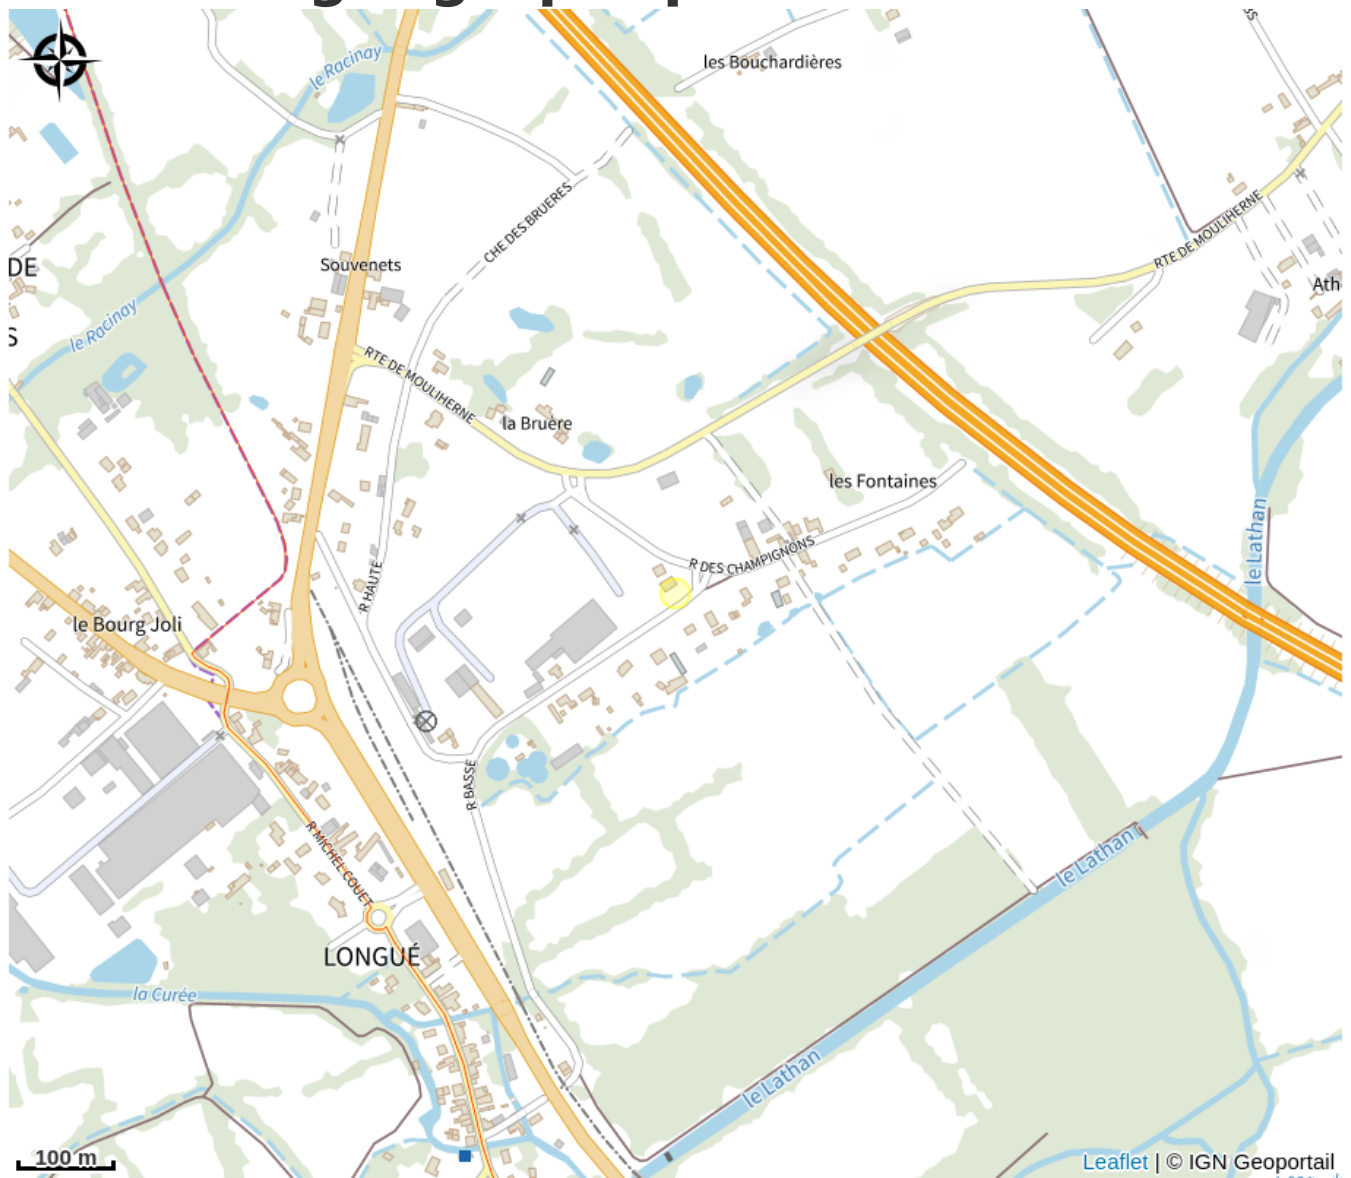 les Bouchardières
le Racinay
CHE DES BRUERES
RTE DE MOULIHERNE
DE
Souvenets
Ath
S
le Racinay
RTE DE MOULIHERNE
la Bruère
les Fontaines
le Lathan
R DES CHAMPIGNONS
R HAUTE
le Bourg Joli
R BASSE
R MICHEL COUET
le Lathan
LONGUÉ
la Curée
le Lathan
100 m
Leaflet | © IGN Geoportail